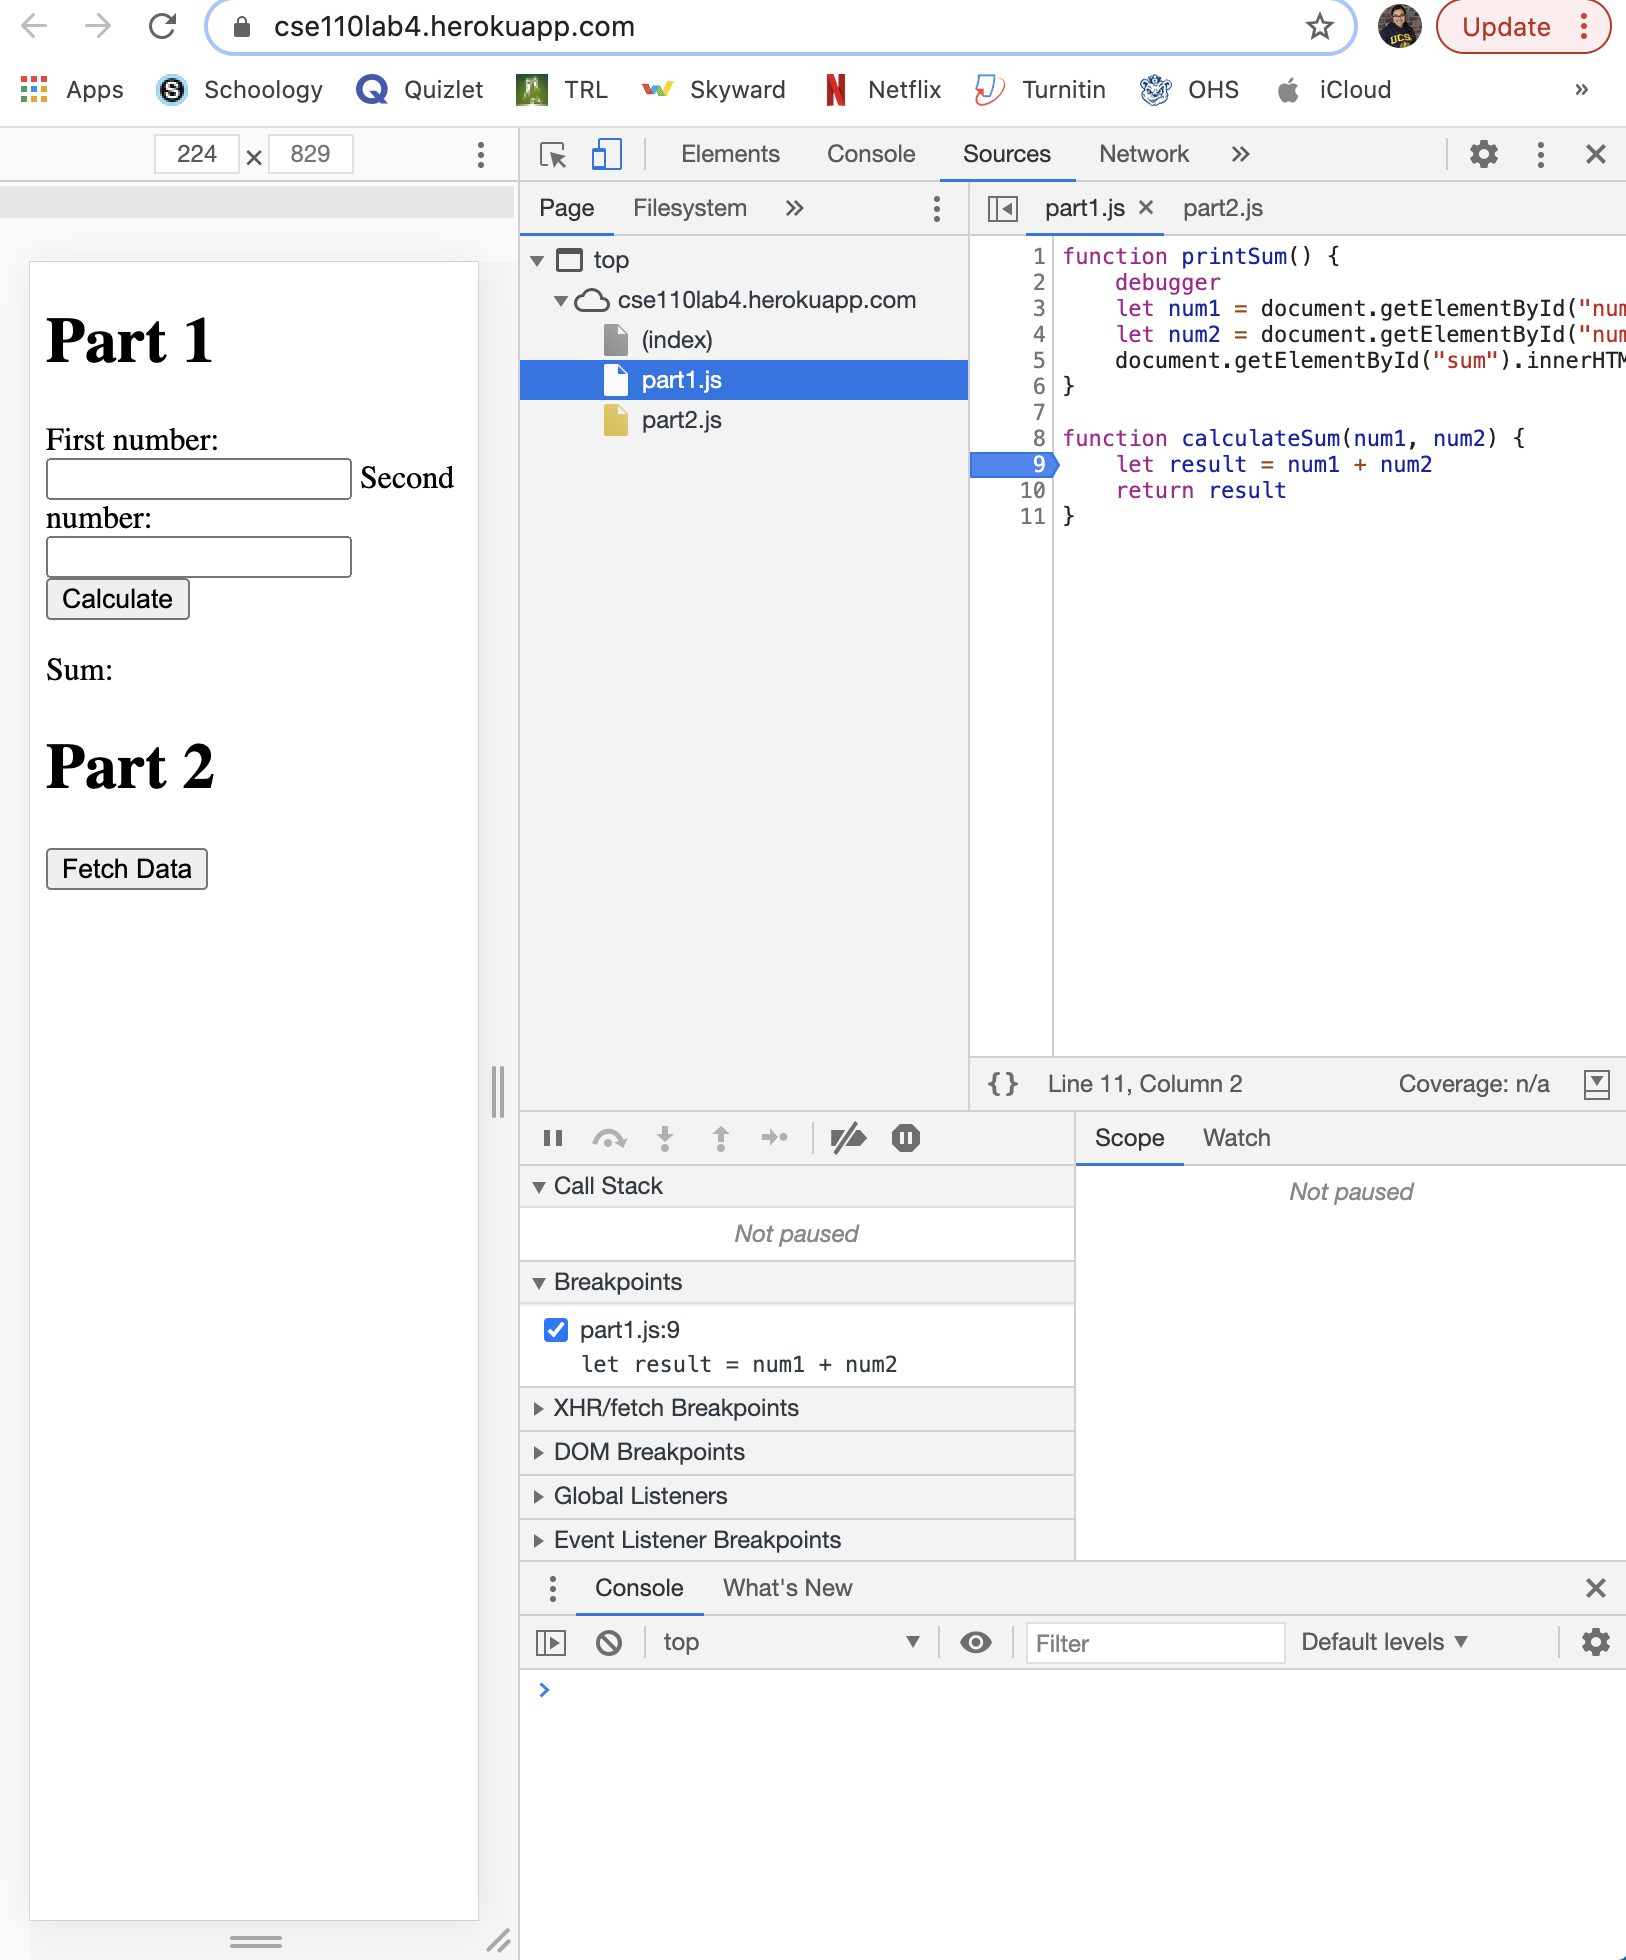 cse110lab4.herokuapp.com
Update
Apps Schoology Quizlet TRL Skyward Netflix Turnitin OHS iCloud »
224 × 829
Elements Console Sources Network »
Page Filesystem »
part1.js × part2.js
top
cse110lab4.herokuapp.com
(index)
part1.js
part2.js
1 function printSum() {
2 debugger
3 let num1 = document.getElementById("num
4 let num2 = document.getElementById("num
5 document.getElementById("sum").innerHTM
6 }
7
8 function calculateSum(num1, num2) {
9 let result = num1 + num2
10 return result
11 }
Part 1
First number:
Second
number:
Calculate
Sum:
Part 2
Fetch Data
{} Line 11, Column 2 Coverage: n/a
Scope Watch
Not paused
Call Stack
Not paused
Breakpoints
part1.js:9
let result = num1 + num2
XHR/fetch Breakpoints
DOM Breakpoints
Global Listeners
Event Listener Breakpoints
Console What's New
top Filter Default levels